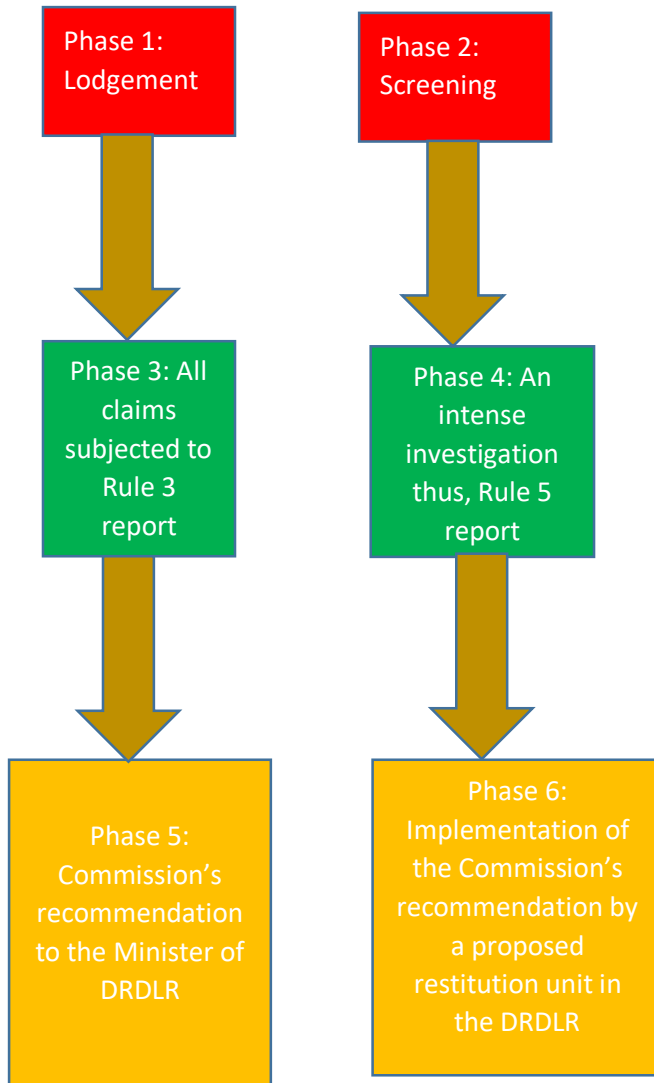 Phase 1:
Lodgement
Phase 2:
Screening
Phase 3: All
claims
subjected to
Rule 3
report
Phase 4: An
intense
investigation
thus, Rule 5
report
Phase 5:
Commission’s
recommendation
to the Minister of
DRDLR
Phase 6:
Implementation of
the Commission’s
recommendation by
a proposed
restitution unit in
the DRDLR